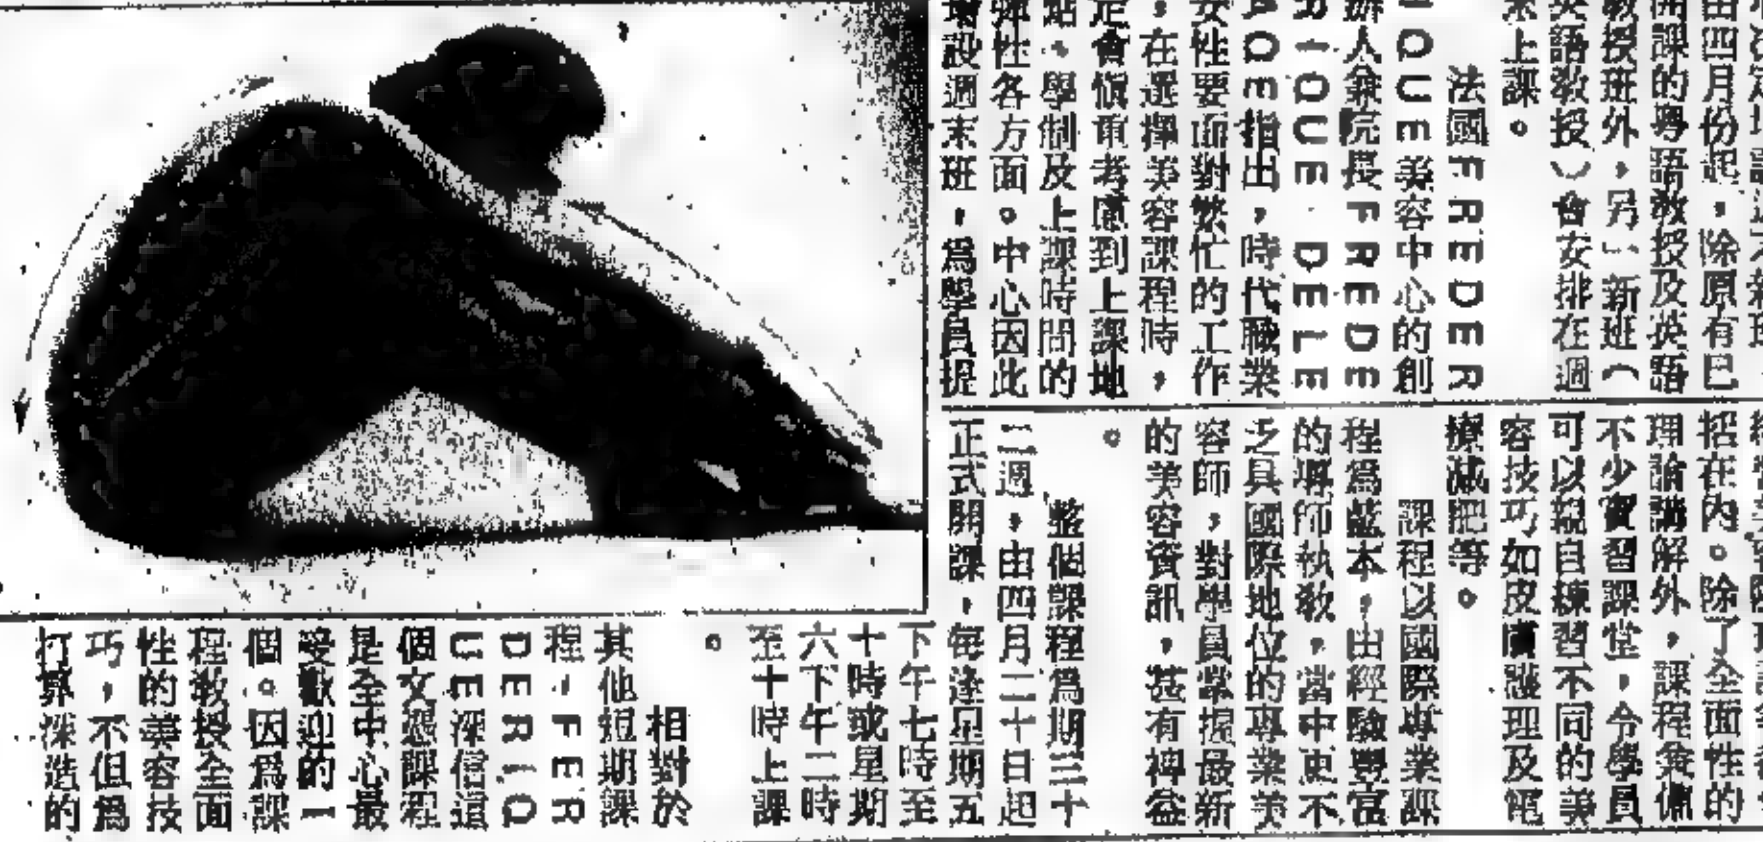 由四月份起，除原有已
開課的粵語教授及英語
教授班外，另一新班（
英語教授）會安排在週
末上課。
法國FREDER
IQUE美容中心的創
辦人兼院長FREDE
RIQUE DELE
AQE指出，時代職業
女性要面對繁忙的工作
，在選擇美容課程時，
定會慎重考慮到上課地
點、學制及上課時間的
彈性各方面。中心因此
增設週末班，爲學員提
招在內。除了全面性的
理論講解外，課程兼備
不少實習課堂，令學員
可以親自練習不同的美
容技巧如皮膚護理及電
療減肥等。
課程以國際專業課
程爲藍本，由經驗豐富
的導師執教，當中更不
乏具國際地位的專業美
容師，對學員掌握最新
的美容資訊，甚有裨益
。
整個課程爲期三十
二週，由四月二十日起
正式開課，每逢星期五
下午七時至
十時或星期
六下午二時
至十時上課
。
相對於
其他短期課
程，FRE
DERIQ
UE深信這
個文憑課程
是全中心最
受歡迎的一
個。因爲課
程教授全面
性的美容技
巧，不但爲
打算深造的